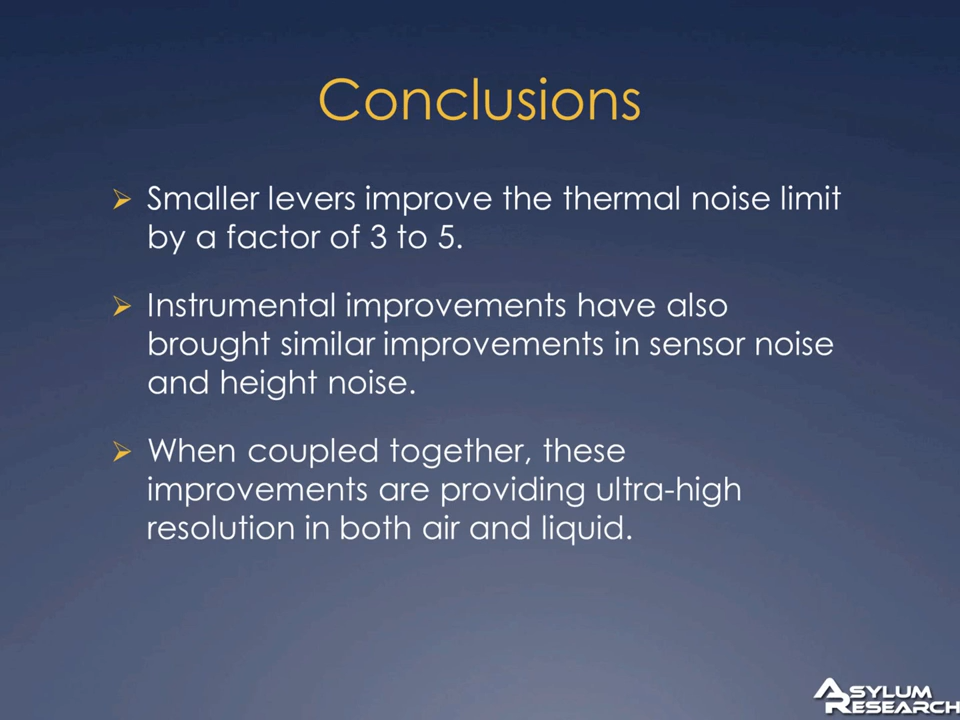 Conclusions
Smaller levers improve the thermal noise limit
by a factor of 3 to 5.
Instrumental improvements have also
brought similar improvements in sensor noise
and height noise.
When coupled together, these
improvements are providing ultra-high
resolution in both air and liquid.
ASYLUM
RESEARCH